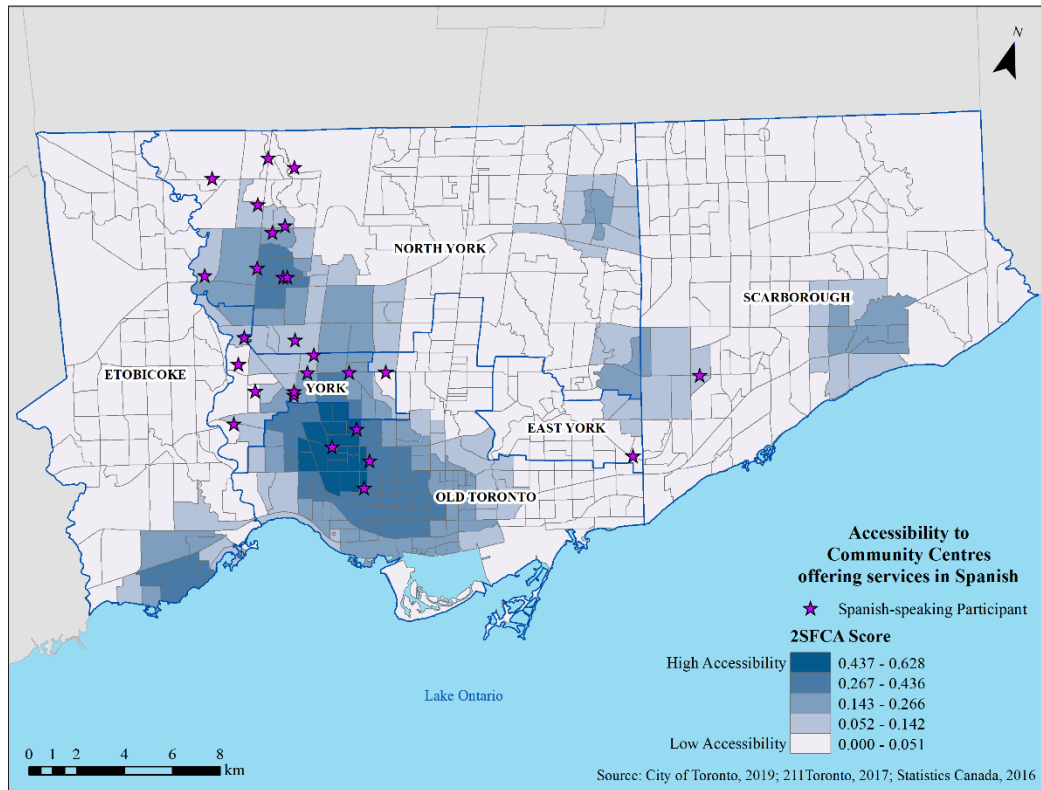 N
NORTH YORK
SCARBOROUGH
ETOBICOKE
YORK
EAST YORK
OLD TORONTO
Accessibility to
Community Centres
offering services in Spanish
Spanish-speaking Participant
2SFCA Score
High Accessibility 0.437 - 0.628
0.267 - 0.436
0.143 - 0.266
0.052 - 0.142
Low Accessibility 0.000 - 0.051
Lake Ontario
0 1 2 4 6 8
km
Source: City of Toronto, 2019; 211Toronto, 2017; Statistics Canada, 2016